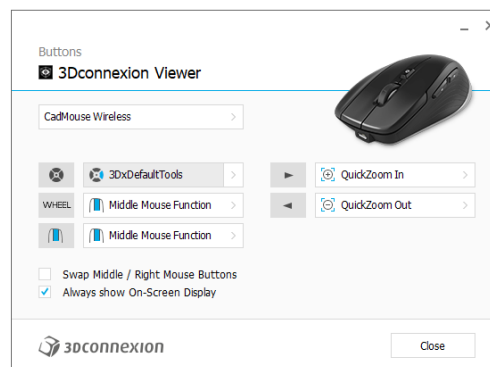 Buttons
3Dconnexion Viewer
CadMouse Wireless
3DxDefaultTools
QuickZoom In
WHEEL
Middle Mouse Function
QuickZoom Out
Middle Mouse Function
Swap Middle / Right Mouse Buttons
Always show On-Screen Display
3Dconnexion
Close